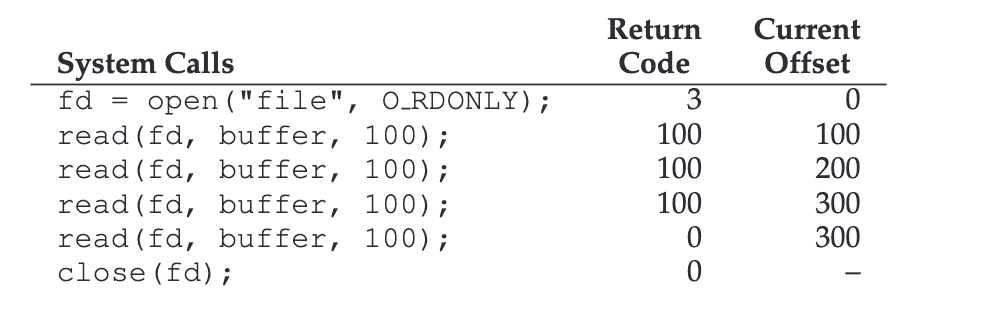 Return Current
System Calls Code Offset
fd = open("file", O_RDONLY); 3 0
read(fd, buffer, 100); 100 100
read(fd, buffer, 100); 100 200
read(fd, buffer, 100); 100 300
read(fd, buffer, 100); 0 300
close(fd); 0 –